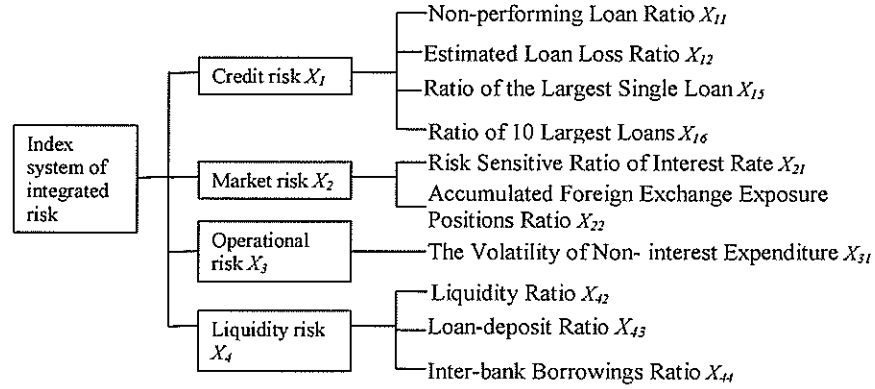 Non-performing Loan Ratio X11
Credit risk X1
Estimated Loan Loss Ratio X12
Ratio of the Largest Single Loan X15
Ratio of 10 Largest Loans X16
Index
system of
integrated
risk
Market risk X2
Risk Sensitive Ratio of Interest Rate X21
Accumulated Foreign Exchange Exposure
Positions Ratio X22
Operational
risk X3
The Volatility of Non- interest Expenditure X31
Liquidity risk
X4
Liquidity Ratio X42
Loan-deposit Ratio X43
Inter-bank Borrowings Ratio X44